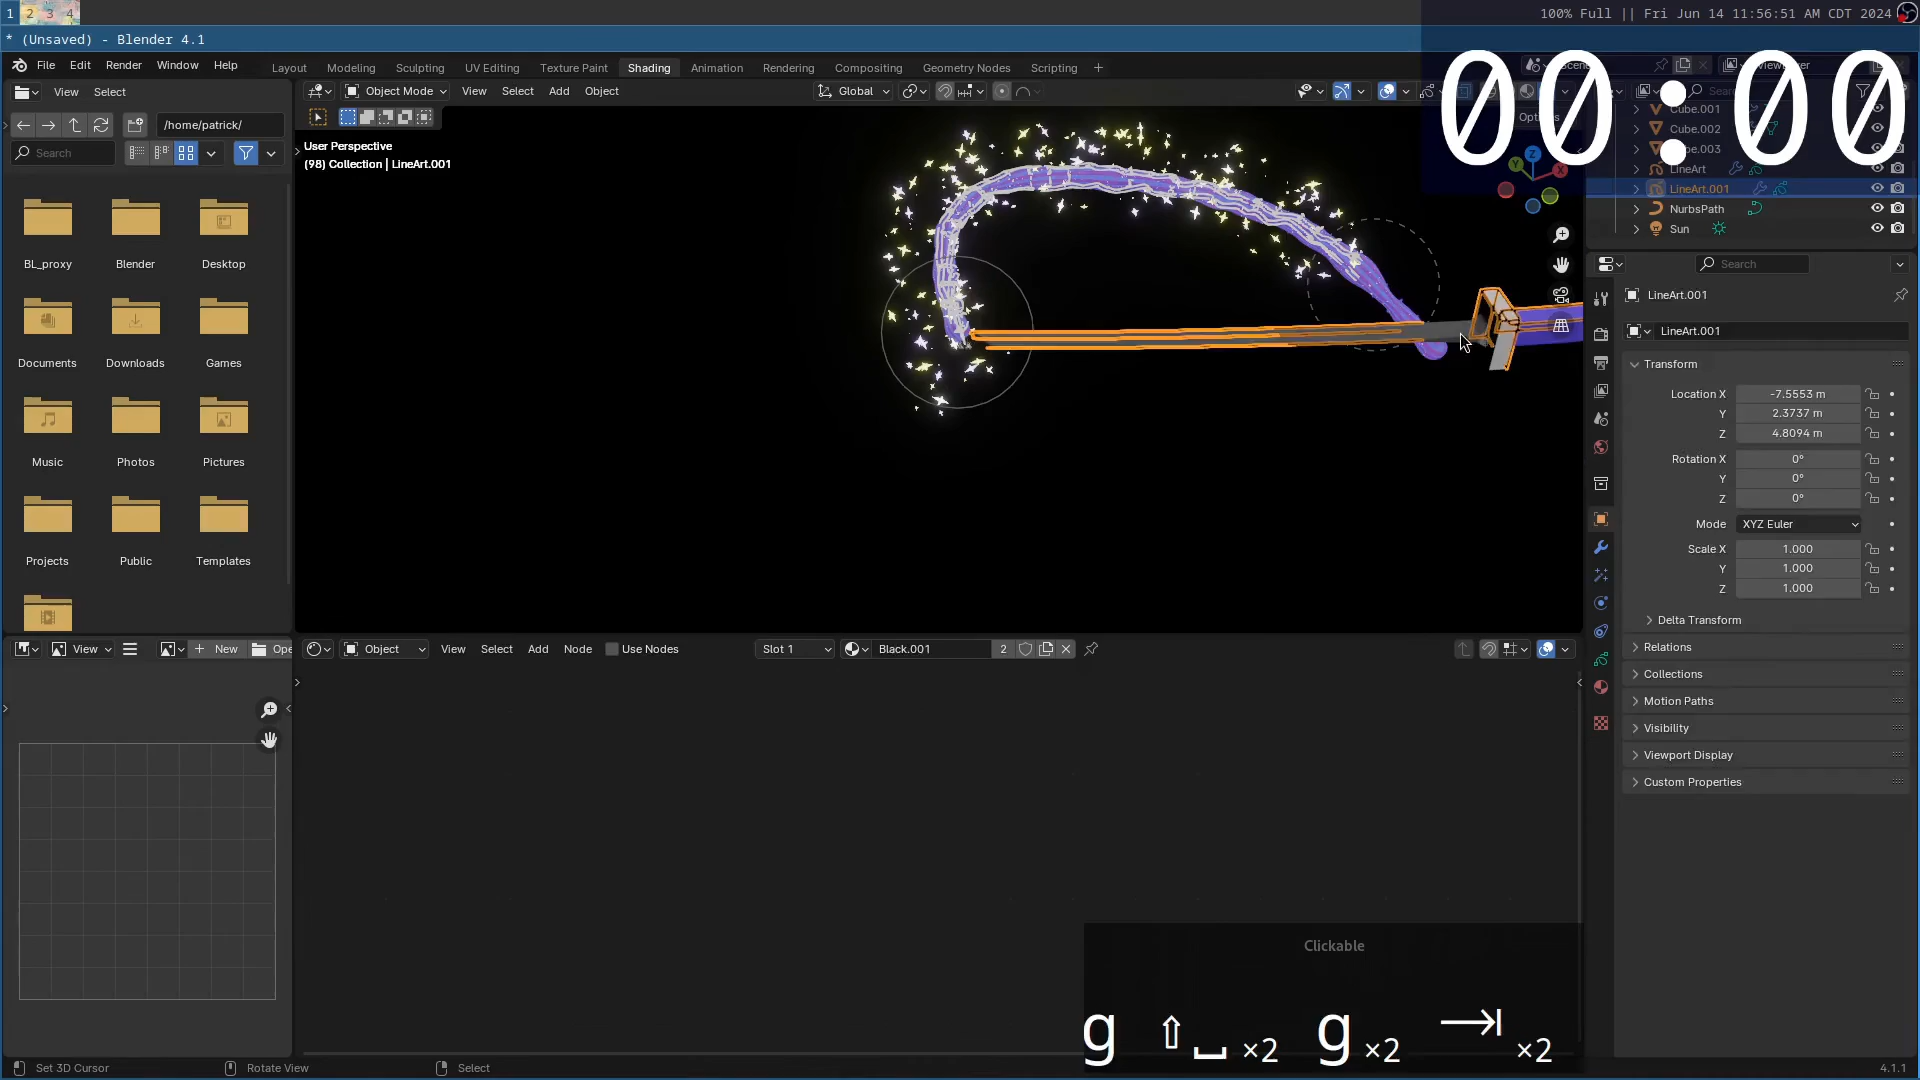 1 2 3 4
100% Full || Fri Jun 14 11:56:51 AM CDT 2024
* (Unsaved) - Blender 4.1
00:00
File Edit Render Window Help
Layout Modeling Sculpting UV Editing Texture Paint Shading Animation Rendering Compositing Geometry Nodes Scripting +
View Select
Object Mode View Select Add Object
Global
/home/patrick/
Search
BL_proxy Blender Desktop
Documents Downloads Music
Photos Pictures
Projects Public Templates
User Perspective
(98) Collection | LineArt.001
Z
Y
X
Cube.001
Cube.002
LineArt
LineArt.001
NurbsPath
Sun
Search
LineArt.001
LineArt.001
Transform
Location X -7.5553 m
Y 2.3737 m
Z 4.8094 m
Rotation X 0°
Y 0°
Z 0°
Mode XYZ Euler
Scale X 1.000
Y 1.000
Z 1.000
Delta Transform
Relations
Collections
Motion Paths
Visibility
Viewport Display
Custom Properties
View New Ope
Object View Select Add Node Use Nodes Slot 1 Black.001 2
Clickable
g ⇧⎵ ×2 g ×2 ⇥ ×2
Set 3D Cursor Rotate View Select
4.1.1